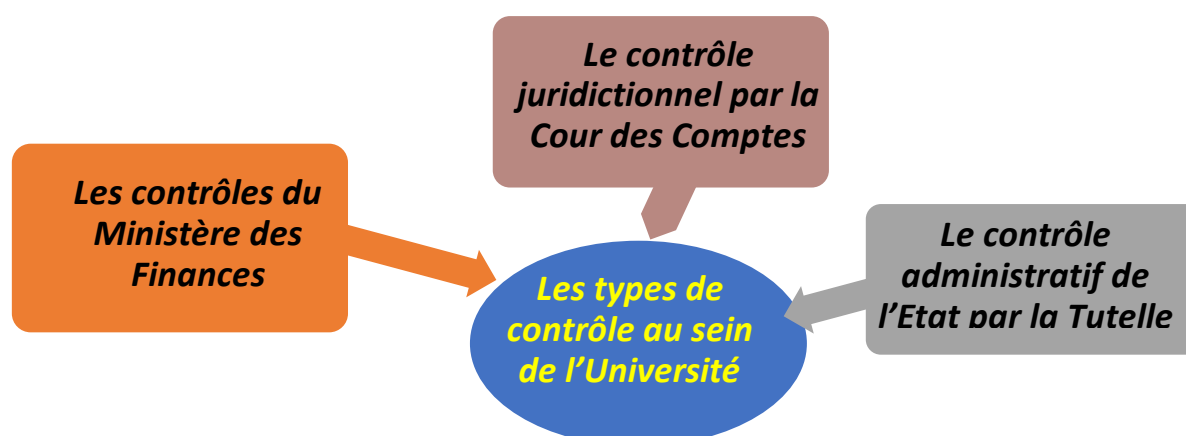 Le contrôle
juridictionnel par la
Cour des Comptes
Les contrôles du
Ministère des
Finances
Le contrôle
administratif de
l’Etat par la Tutelle
Les types de
contrôle au sein
de l’Université